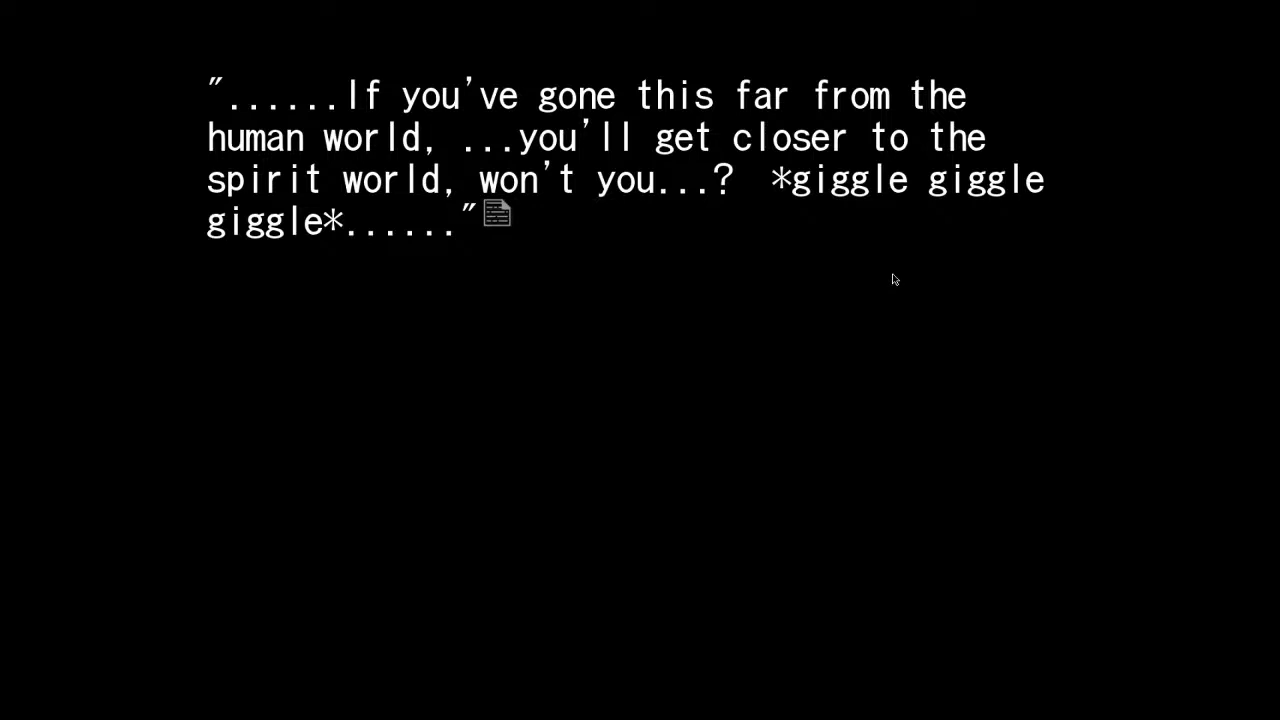 "......If you've gone this far from the
human world, ...you'll get closer to the
spirit world, won't you...?  *giggle giggle
giggle*......"